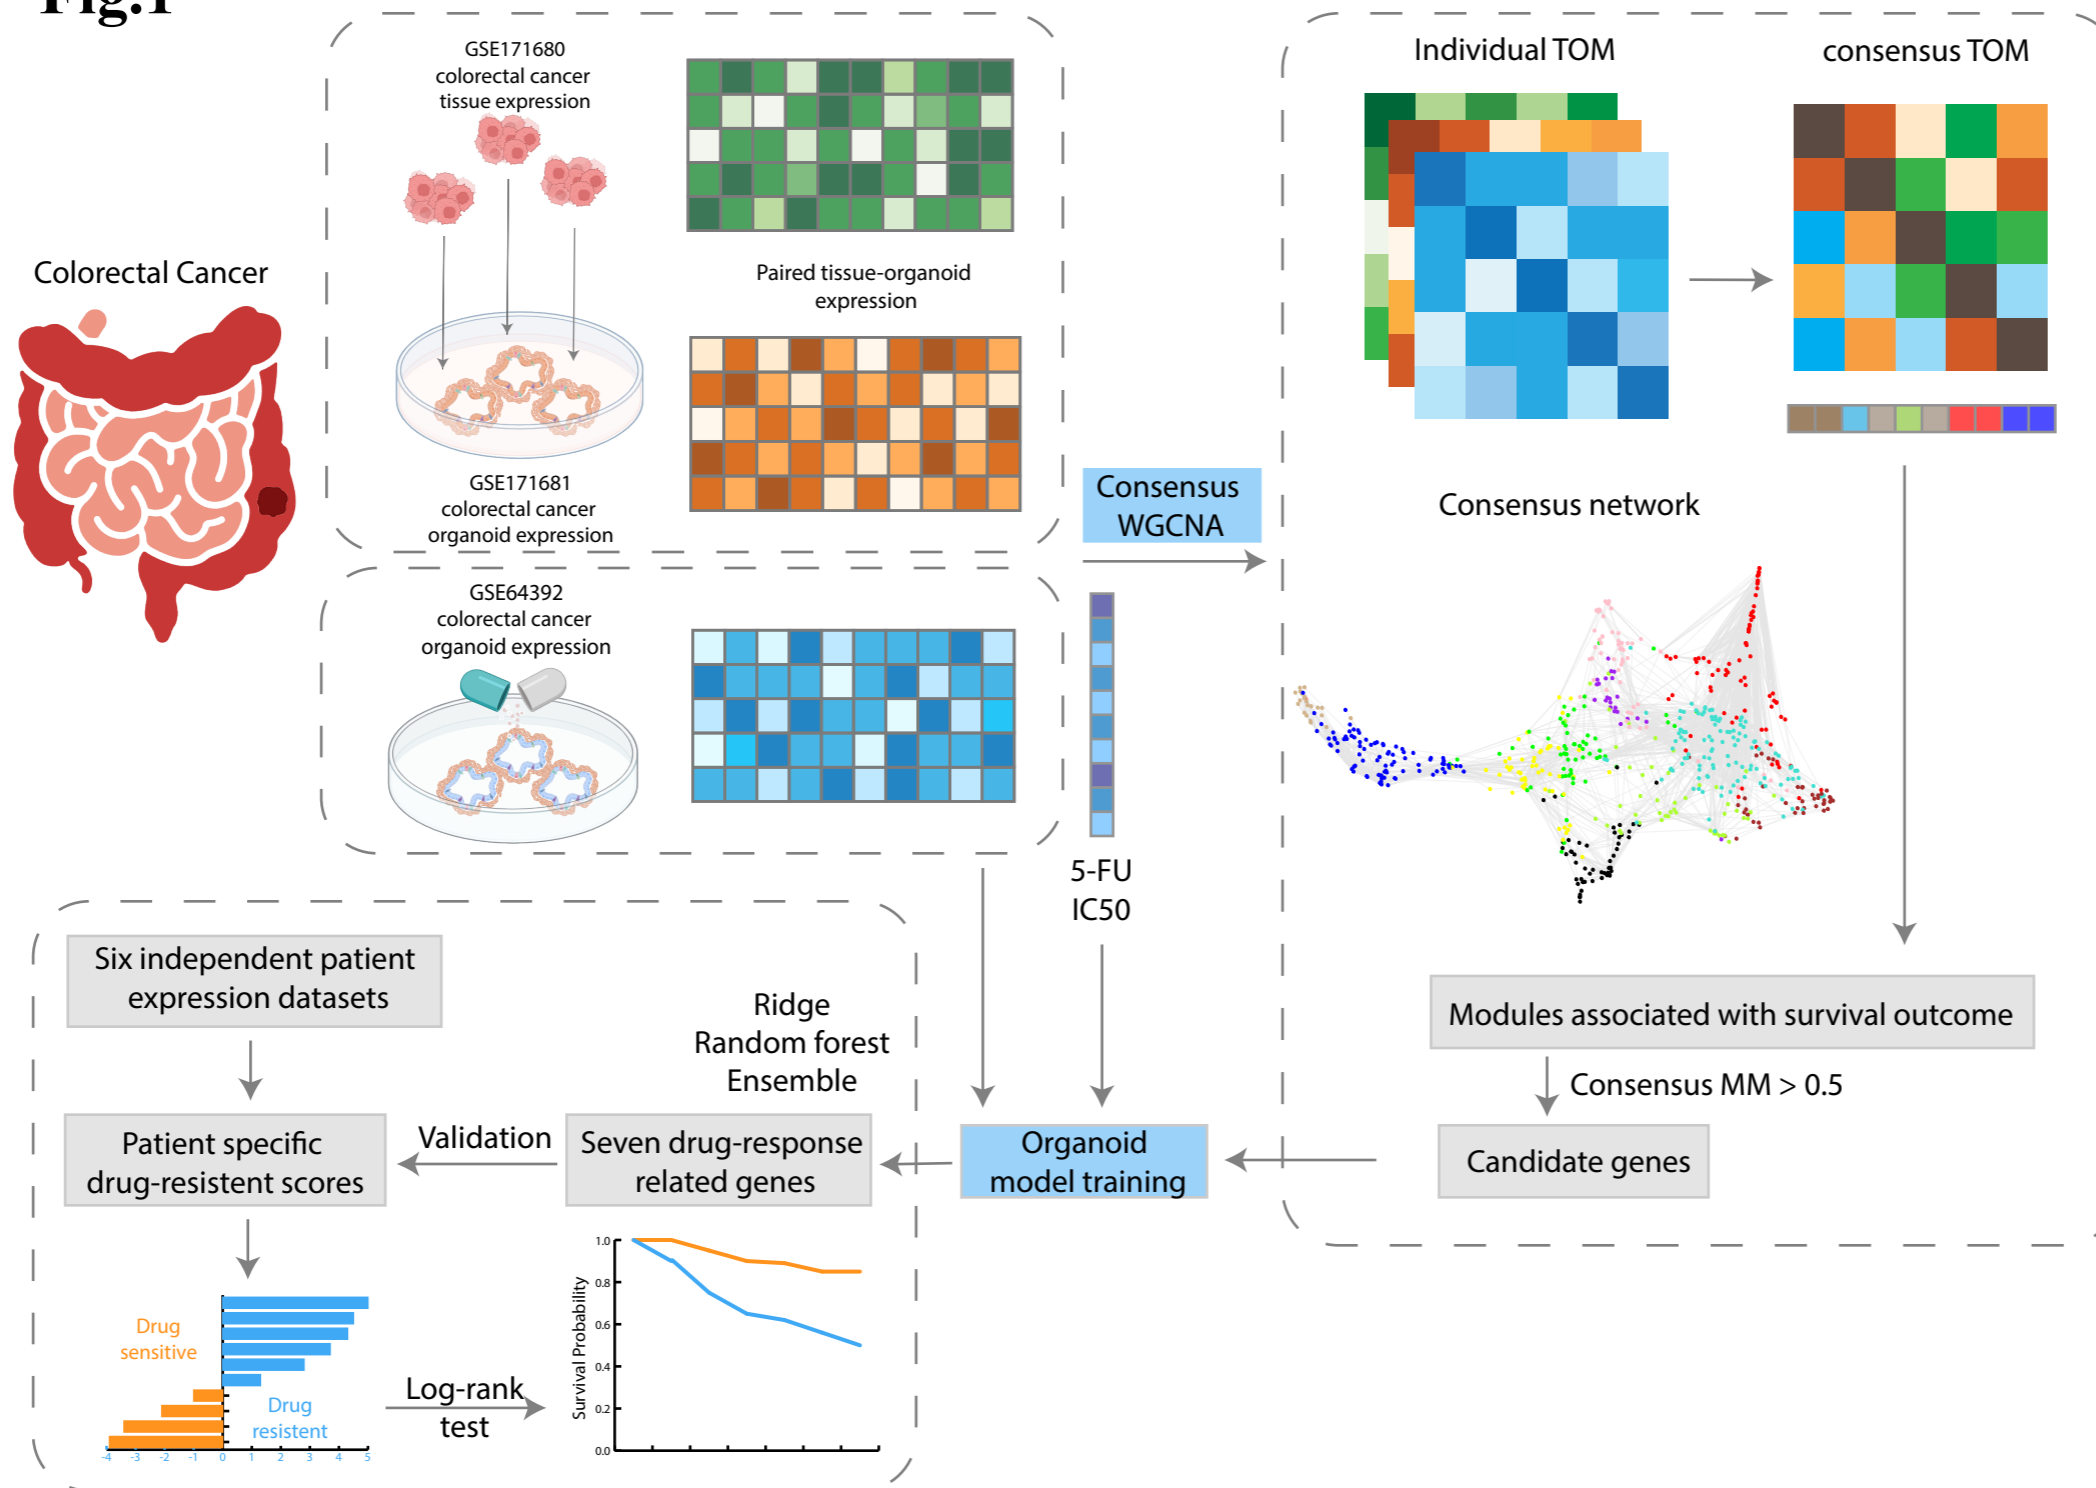 Fig.1
Colorectal Cancer
GSE171680
colorectal cancer
tissue expression
Paired tissue-organoid
expression
GSE171681
colorectal cancer
organoid expression
GSE64392
colorectal cancer
organoid expression
Consensus
WGCNA
5-FU
IC50
Individual TOM
consensus TOM
Consensus network
Modules associated with survival outcome
Consensus MM > 0.5
Candidate genes
Organoid
model training
Ridge
Random forest
Ensemble
Seven drug-response
related genes
Validation
Six independent patient
expression datasets
Patient specific
drug-resistent scores
Drug
sensitive
Drug
resistent
-4 -3 -2 -1 0 1 2 3 4 5
Log-rank
test
Survival Probability
1.0
0.8
0.6
0.4
0.2
0.0